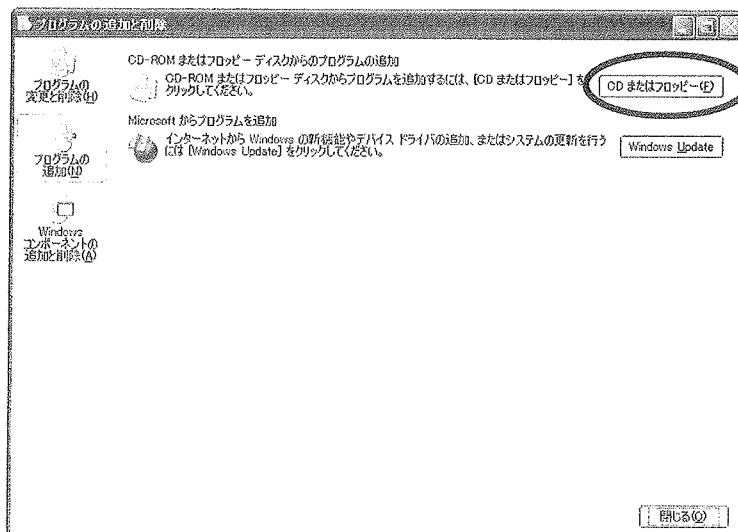 プログラムの追加と削除
プログラムの
変更と削除(H)
プログラムの
追加(N)
Windows
コンポーネントの
追加と削除(A)
CD-ROM またはフロッピー ディスクからのプログラムの追加
CD-ROM またはフロッピー ディスクからプログラムを追加するには、[CD またはフロッピー] を
クリックしてください。
CD またはフロッピー(F)
Microsoft からプログラムを追加
インターネットから Windows の新機能やデバイス ドライバの追加、またはシステムの更新を行う
には [Windows Update] をクリックしてください。
Windows Update
閉じる(O)